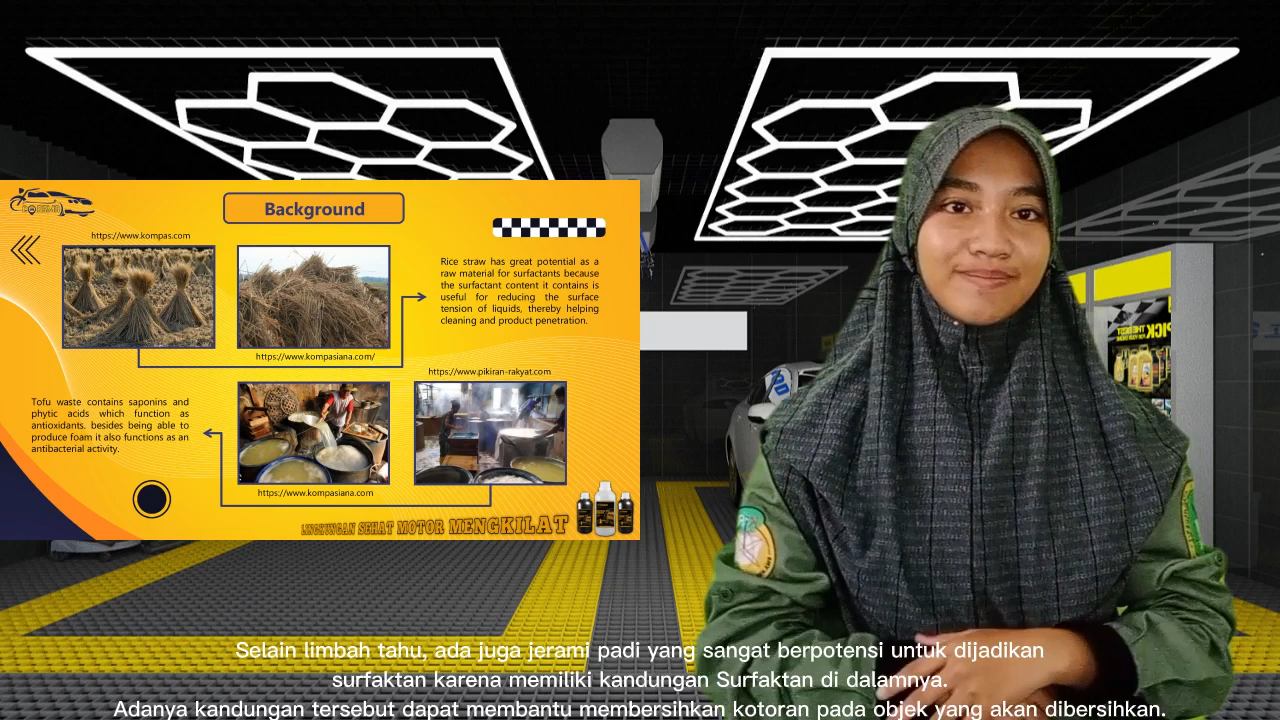 Background
https://www.kompas.com
Rice straw has great potential as a
raw material for surfactants because
the surfactant content it contains is
useful for reducing the surface
tension of liquids, thereby helping
cleaning and product penetration.
https://www.kompasiana.com/
https://www.pikiran-rakyat.com
Tofu waste contains saponins and
phytic acids which function as
antioxidants. besides being able to
produce foam it also functions as an
antibacterial activity.
https://www.kompasiana.com
LINGKUNGAN SEHAT MOTOR MENGKILAT
PICK THE BEST
Selain limbah tahu, ada juga jerami padi yang sangat berpotensi untuk dijadikan
surfaktan karena memiliki kandungan Surfaktan di dalamnya.
Adanya kandungan tersebut dapat membantu membersihkan kotoran pada objek yang akan dibersihkan.